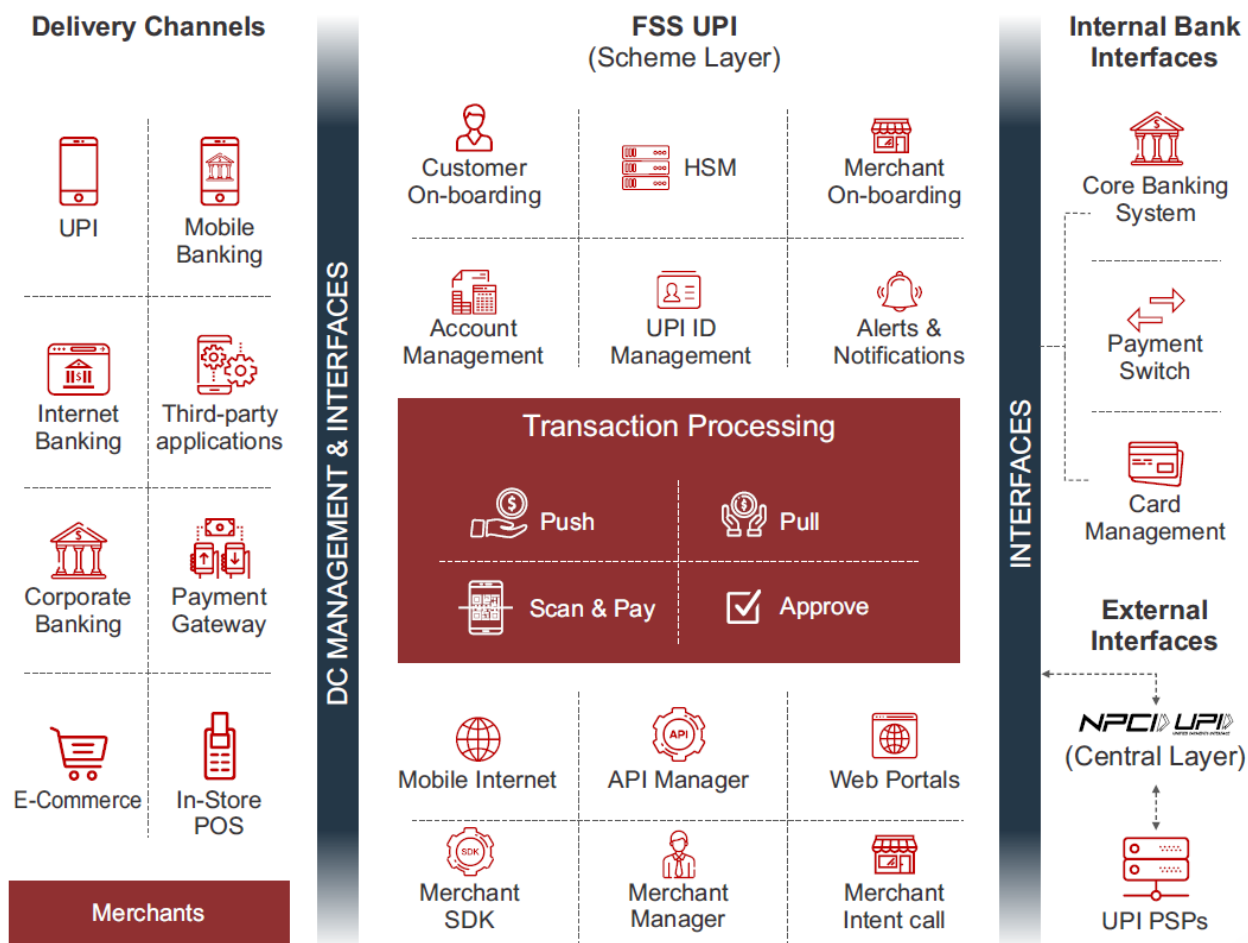 Delivery Channels
UPI
Mobile
Banking
Internet
Banking
Third-party
applications
Corporate
Banking
Payment
Gateway
E-Commerce
In-Store
POS
Merchants
DC MANAGEMENT & INTERFACES
FSS UPI
(Scheme Layer)
Customer
On-boarding
HSM
Merchant
On-boarding
Account
Management
UPI ID
Management
Alerts &
Notifications
Transaction Processing
Push
Pull
Scan & Pay
Approve
Mobile Internet
API
API Manager
Web Portals
SDK
Merchant
SDK
Merchant
Manager
Merchant
Intent call
INTERFACES
Internal Bank
Interfaces
Core Banking
System
Payment
Switch
Card
Management
External
Interfaces
NPCI UPI
UNIFIED PAYMENTS INTERFACE
(Central Layer)
UPI PSPs